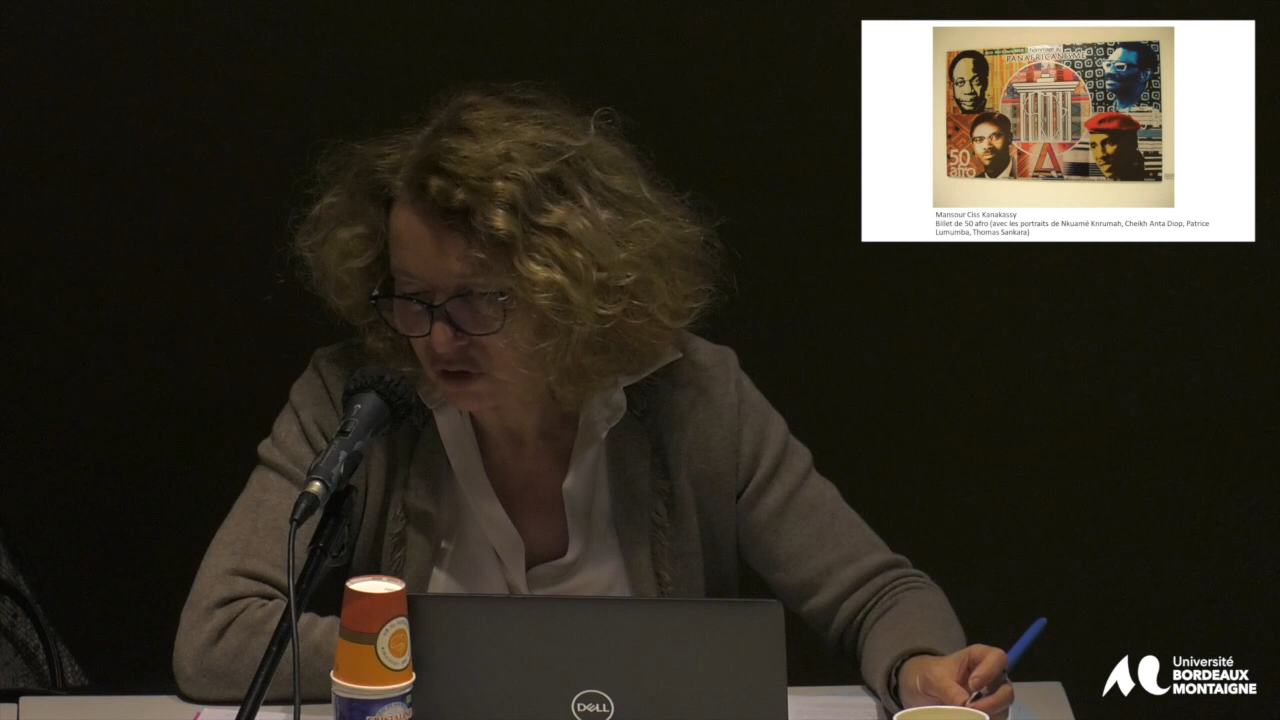 hommage au
PANAFRICANISME
50
afro
A
Mansour Ciss Kanakassy
Billet de 50 afro (avec les portraits de Nkuamé Knrumah, Cheikh Anta Diop, Patrice
Lumumba, Thomas Sankara)
DELL
Université
BORDEAUX
MONTAIGNE